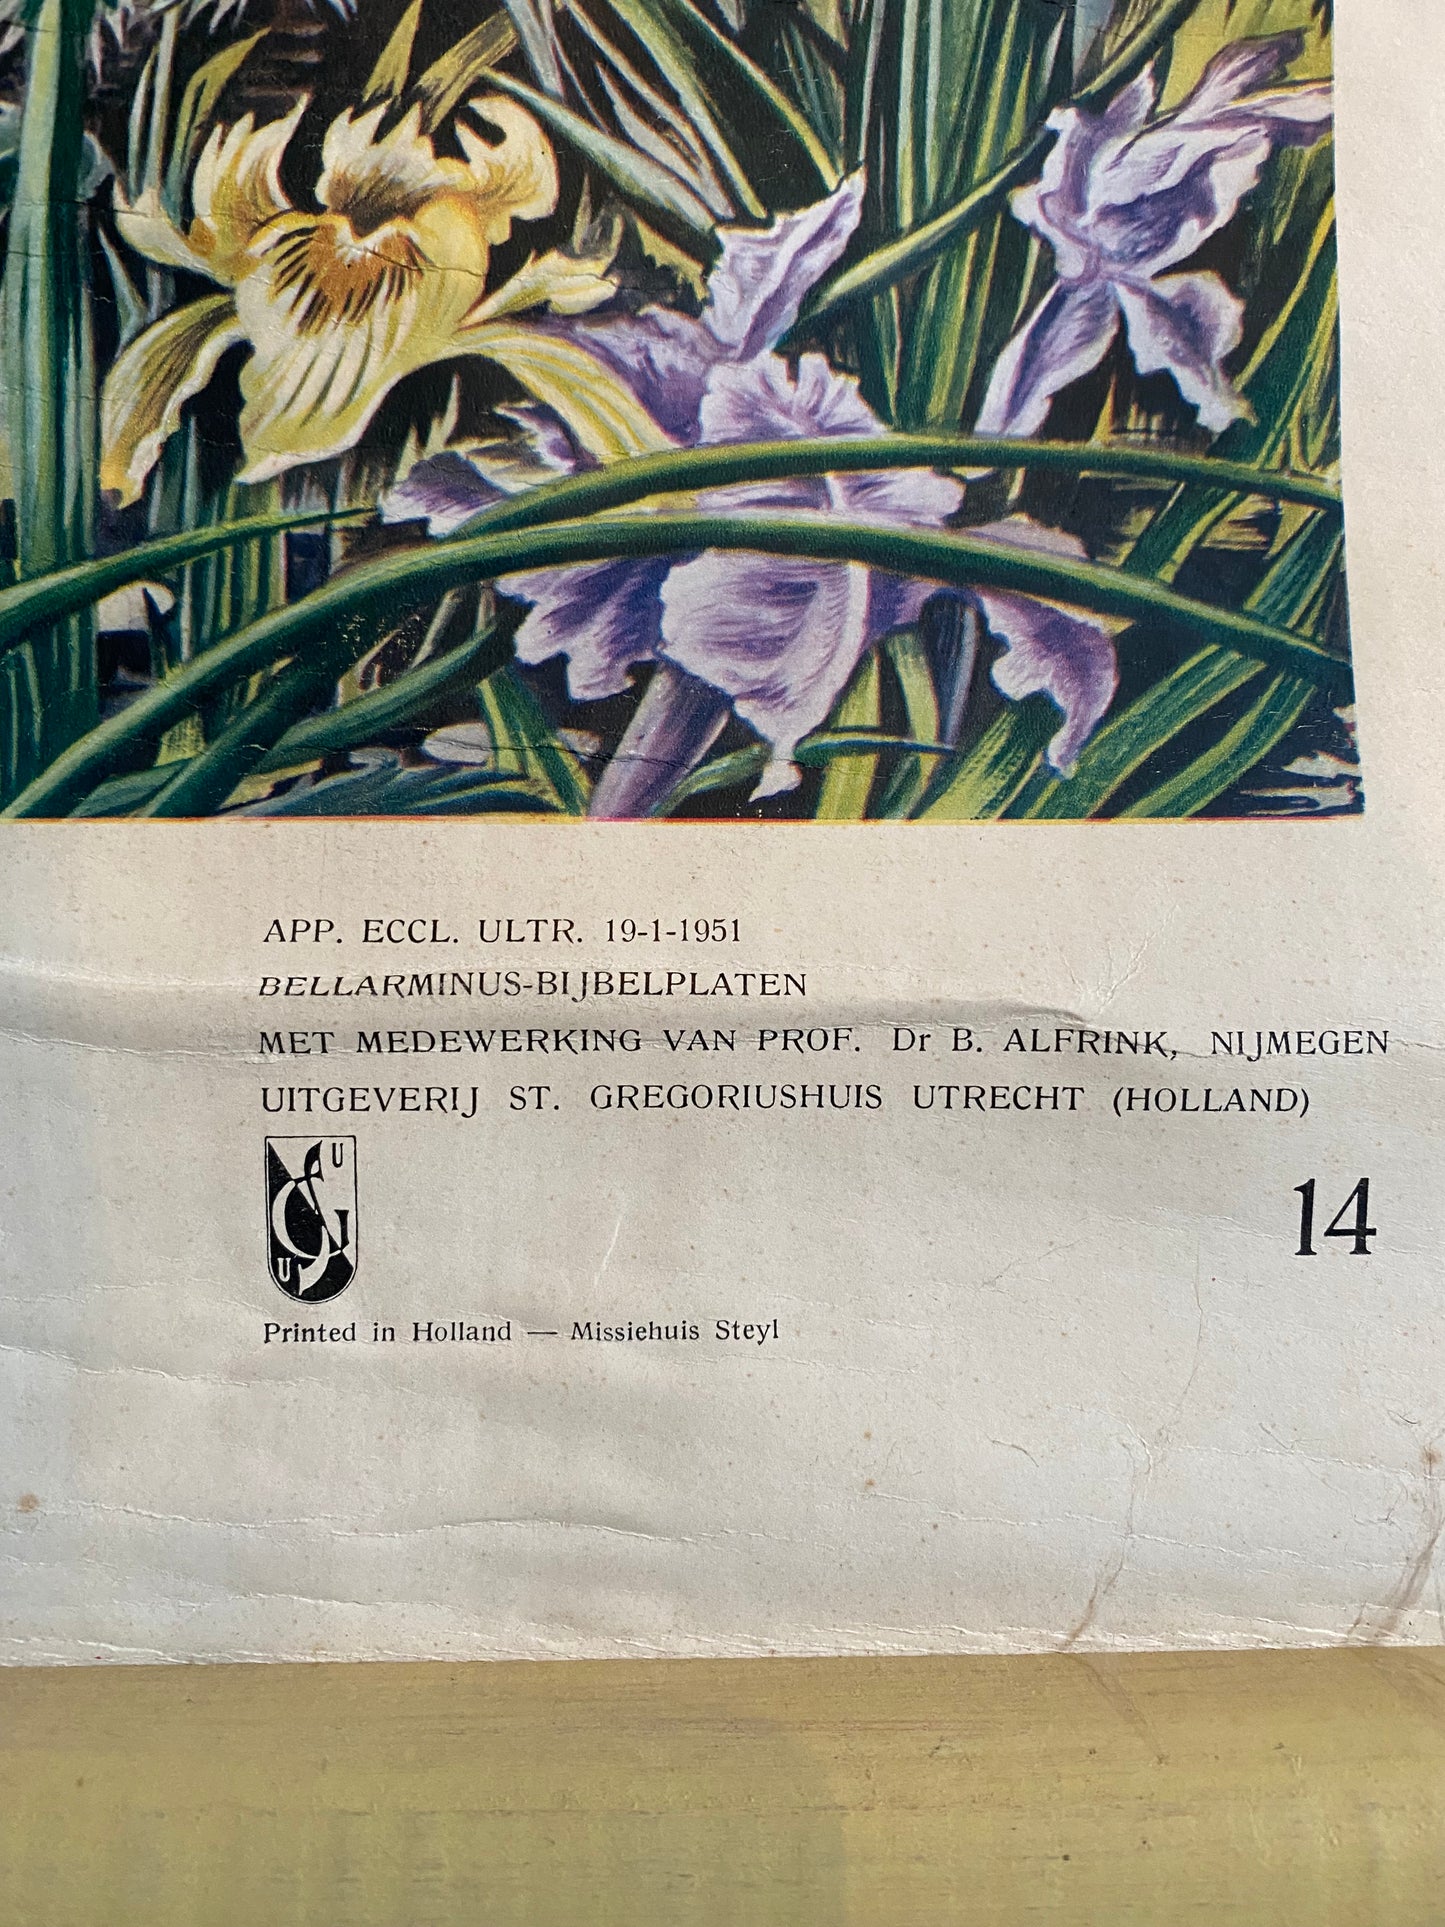 APP. ECCL. ULTR. 19-1-1951
BELLARMINUS-BIJBELPLATEN
MET MEDEWERKING VAN PROF. Dr B. ALFRINK, NIJMEGEN
UITGEVERIJ ST. GREGORIUSHUIS UTRECHT (HOLLAND)
U
G
U
14
Printed in Holland — Missiehuis Steyl